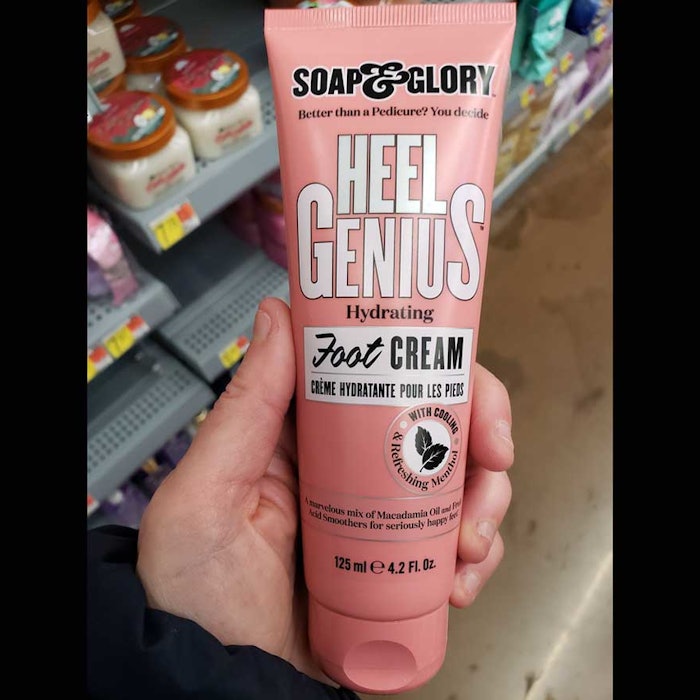 SOAP & GLORY
Better than a Pedicure? You decide
HEEL
GENIUS™
Hydrating
Foot CREAM
CRÈME HYDRATANTE POUR LES PIEDS
WITH COOLING
& Refreshing Menthol
A marvelous mix of Macadamia Oil and Fruit
Acid Smoothers for seriously happy feet.
125 ml ℮ 4.2 Fl. Oz.